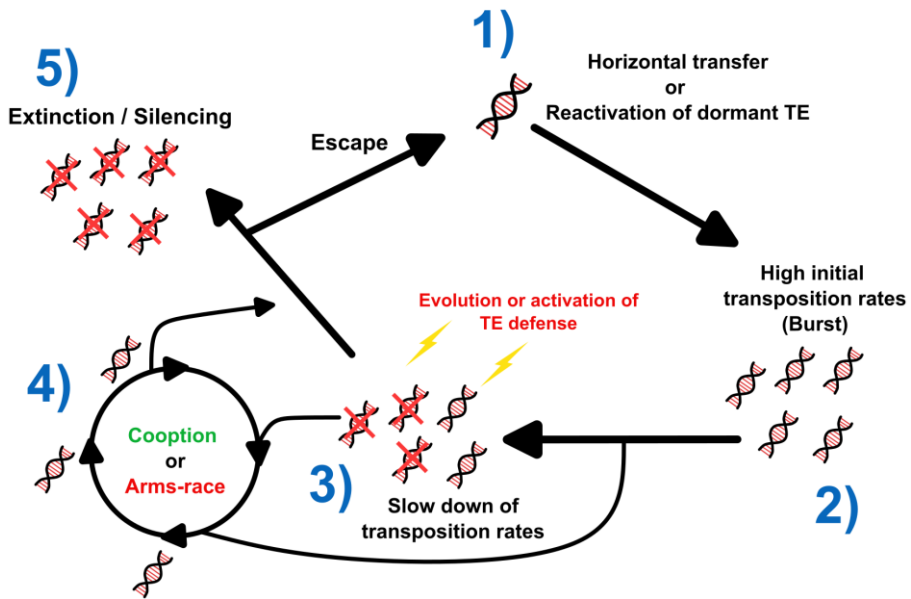 1)
Horizontal transfer
or
Reactivation of dormant TE
5)
Extinction / Silencing
Escape
High initial
transposition rates
(Burst)
2)
Evolution or activation of
TE defense
3)
Slow down of
transposition rates
4)
Cooption
or
Arms-race